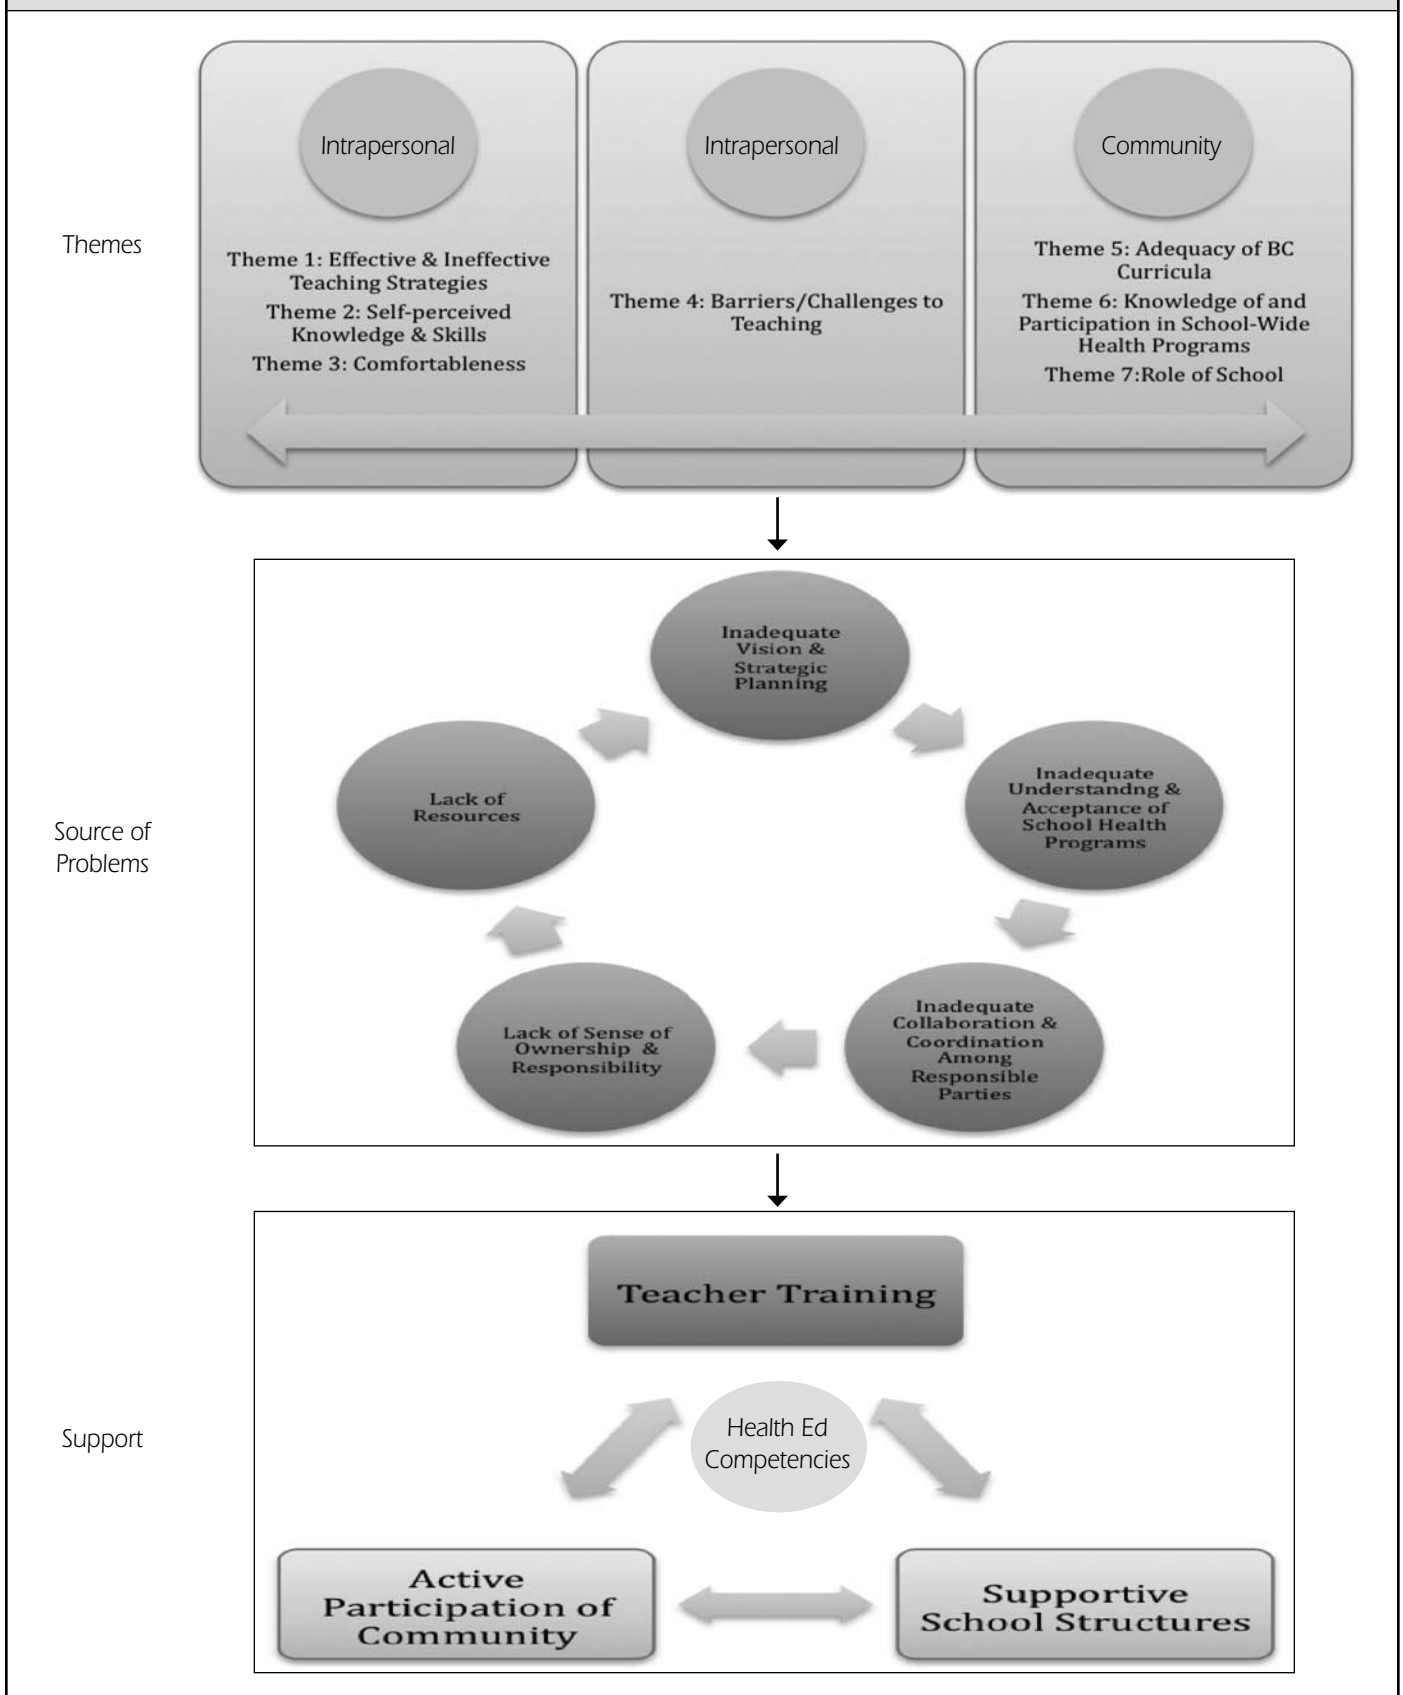 Intrapersonal
Intrapersonal
Community
Themes
Theme 1: Effective & Ineffective
Teaching Strategies
Theme 2: Self-perceived
Knowledge & Skills
Theme 3: Comfortableness
Theme 4: Barriers/Challenges to
Teaching
Theme 5: Adequacy of BC
Curricula
Theme 6: Knowledge of and
Participation in School-Wide
Health Programs
Theme 7:Role of School
Source of
Problems
Inadequate
Vision &
Strategic
Planning
Inadequate
Understandng &
Acceptance of
School Health
Programs
Inadequate
Collaboration &
Coordination
Among
Responsible
Parties
Lack of Sense of
Ownership &
Responsibility
Lack of
Resources
Support
Teacher Training
Health Ed
Competencies
Active
Participation of
Community
Supportive
School Structures